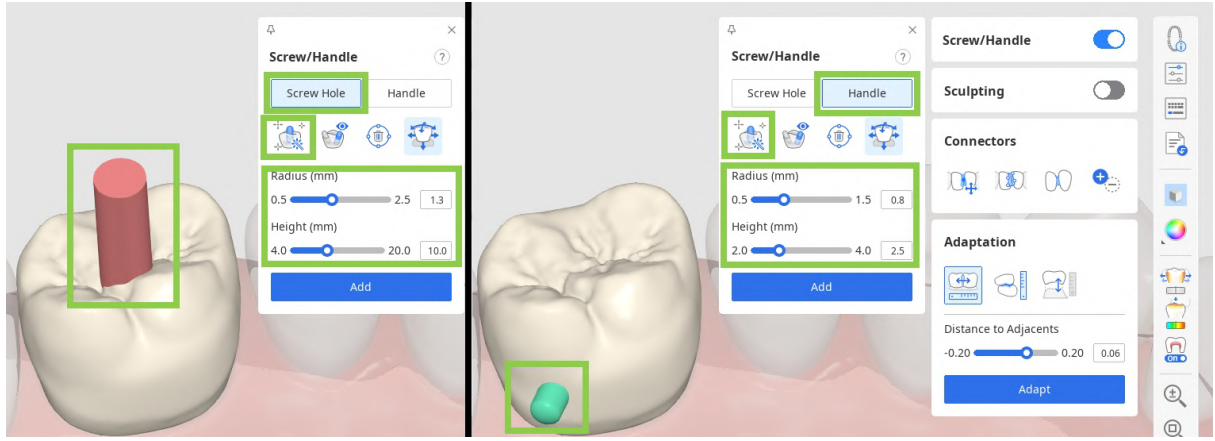 Screw/Handle
?
Screw Hole
Handle
Radius (mm)
0.5
2.5
1.3
Height (mm)
4.0
20.0
10.0
Add
Screw/Handle
?
Screw Hole
Handle
Radius (mm)
0.5
1.5
0.8
Height (mm)
2.0
4.0
2.5
Add
Screw/Handle
Sculpting
Connectors
Adaptation
Distance to Adjacents
-0.20
0.20
0.06
Adapt
ON